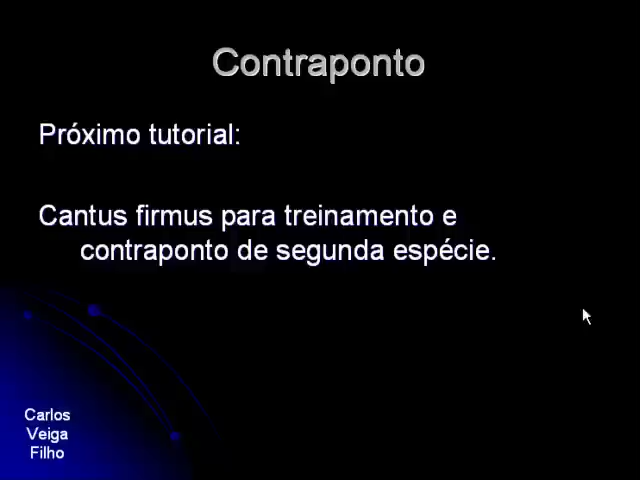 Contraponto
Próximo tutorial:
Cantus firmus para treinamento e
contraponto de segunda espécie.
Carlos
Veiga
Filho